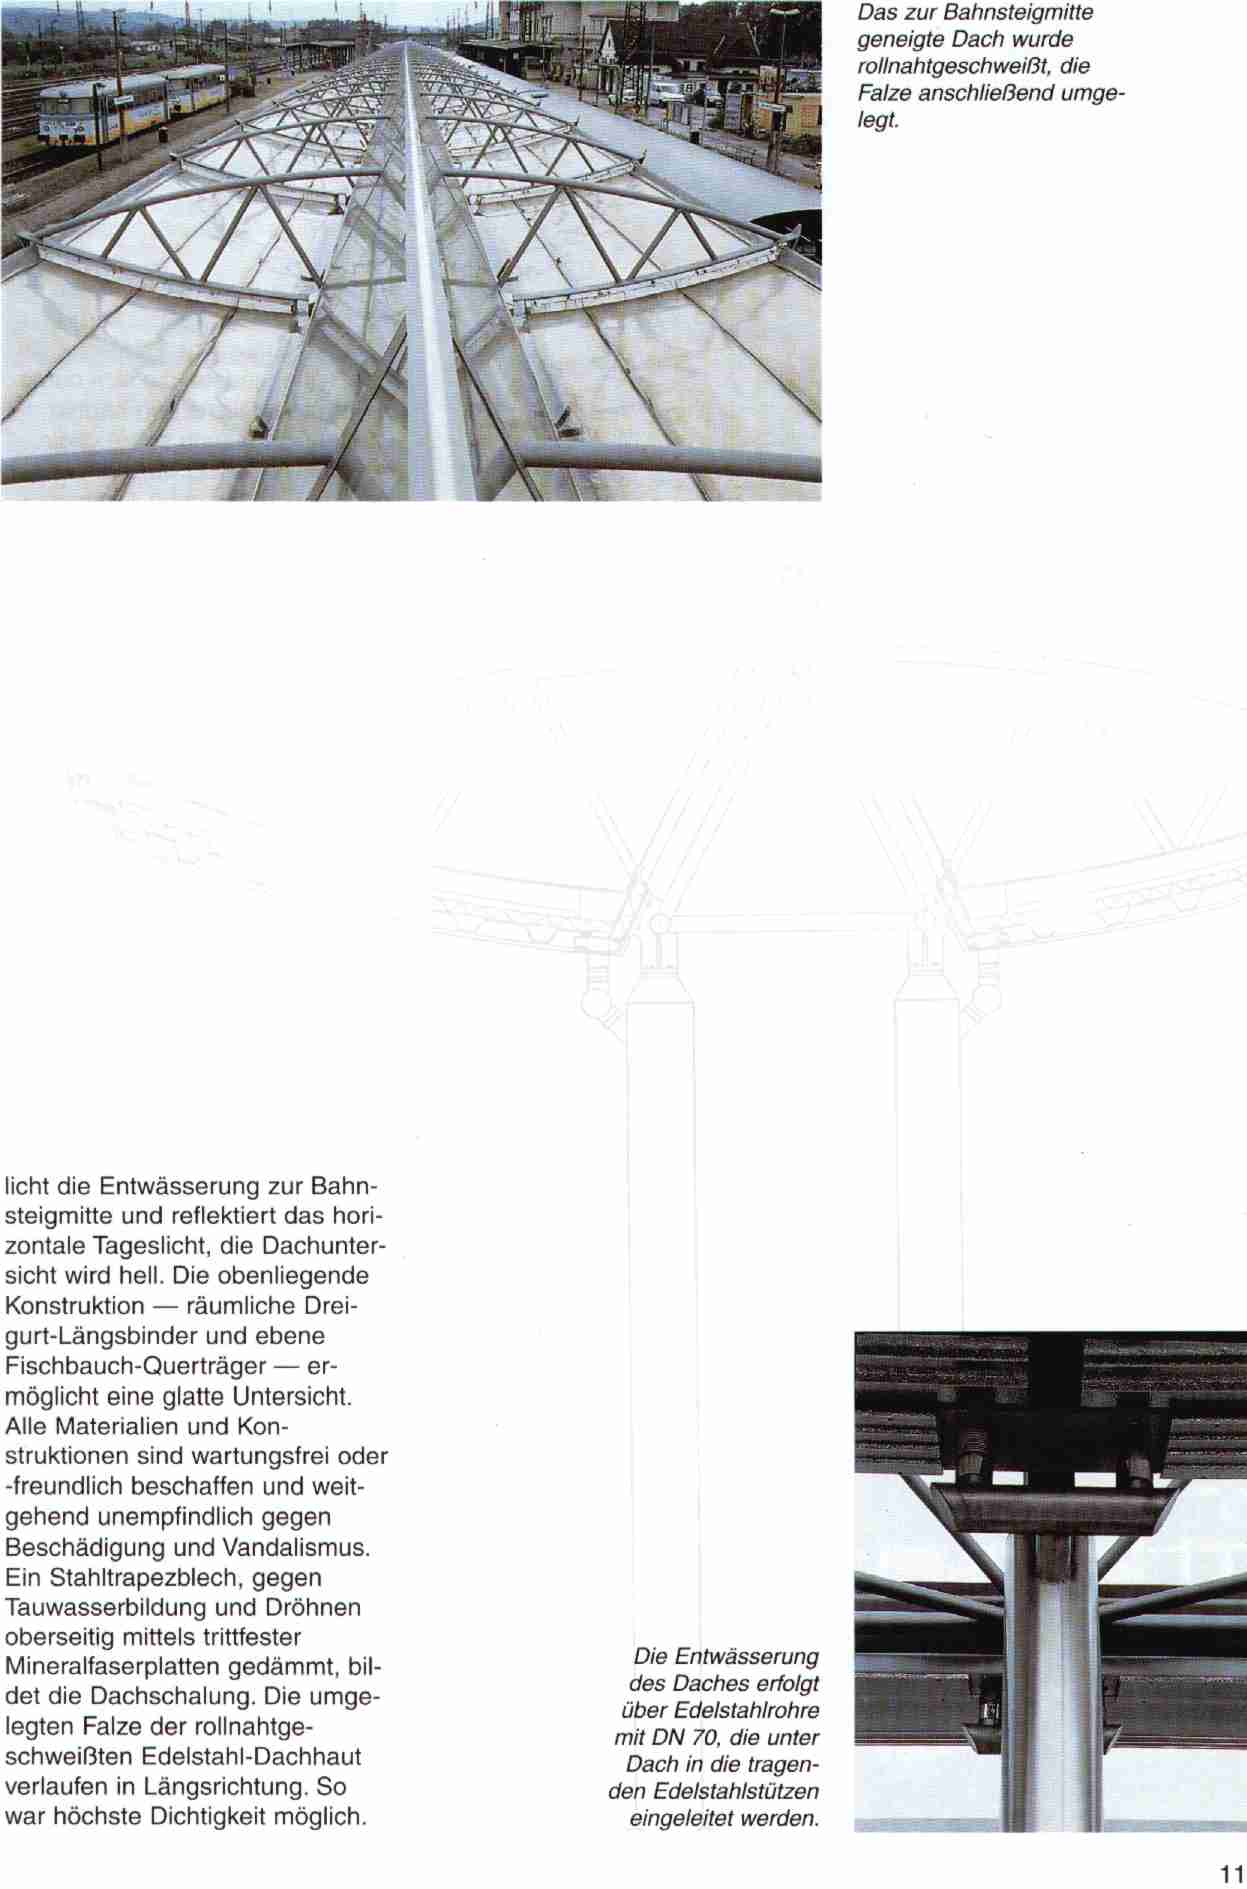 Das zur Bahnsteigmitte
geneigte Dach wurde
rollnahtgeschweißt, die
Falze anschließend umge-
legt.
licht die Entwässerung zur Bahn-
steigmitte und reflektiert das hori-
zontale Tageslicht, die Dachunter-
sicht wird hell. Die obenliegende
Konstruktion — räumliche Drei-
gurt-Längsbinder und ebene
Fischbauch-Querträger — er-
möglicht eine glatte Untersicht.
Alle Materialien und Kon-
struktionen sind wartungsfrei oder
-freundlich beschaffen und weit-
gehend unempfindlich gegen
Beschädigung und Vandalismus.
Ein Stahltrapezblech, gegen
Tauwasserbildung und Dröhnen
oberseitig mittels trittfester
Mineralfaserplatten gedämmt, bil-
det die Dachschalung. Die umge-
legten Falze der rollnahtge-
schweißten Edelstahl-Dachhaut
verlaufen in Längsrichtung. So
war höchste Dichtigkeit möglich.
Die Entwässerung
des Daches erfolgt
über Edelstahlrohre
mit DN 70, die unter
Dach in die tragen-
den Edelstahlstützen
eingeleitet werden.
11